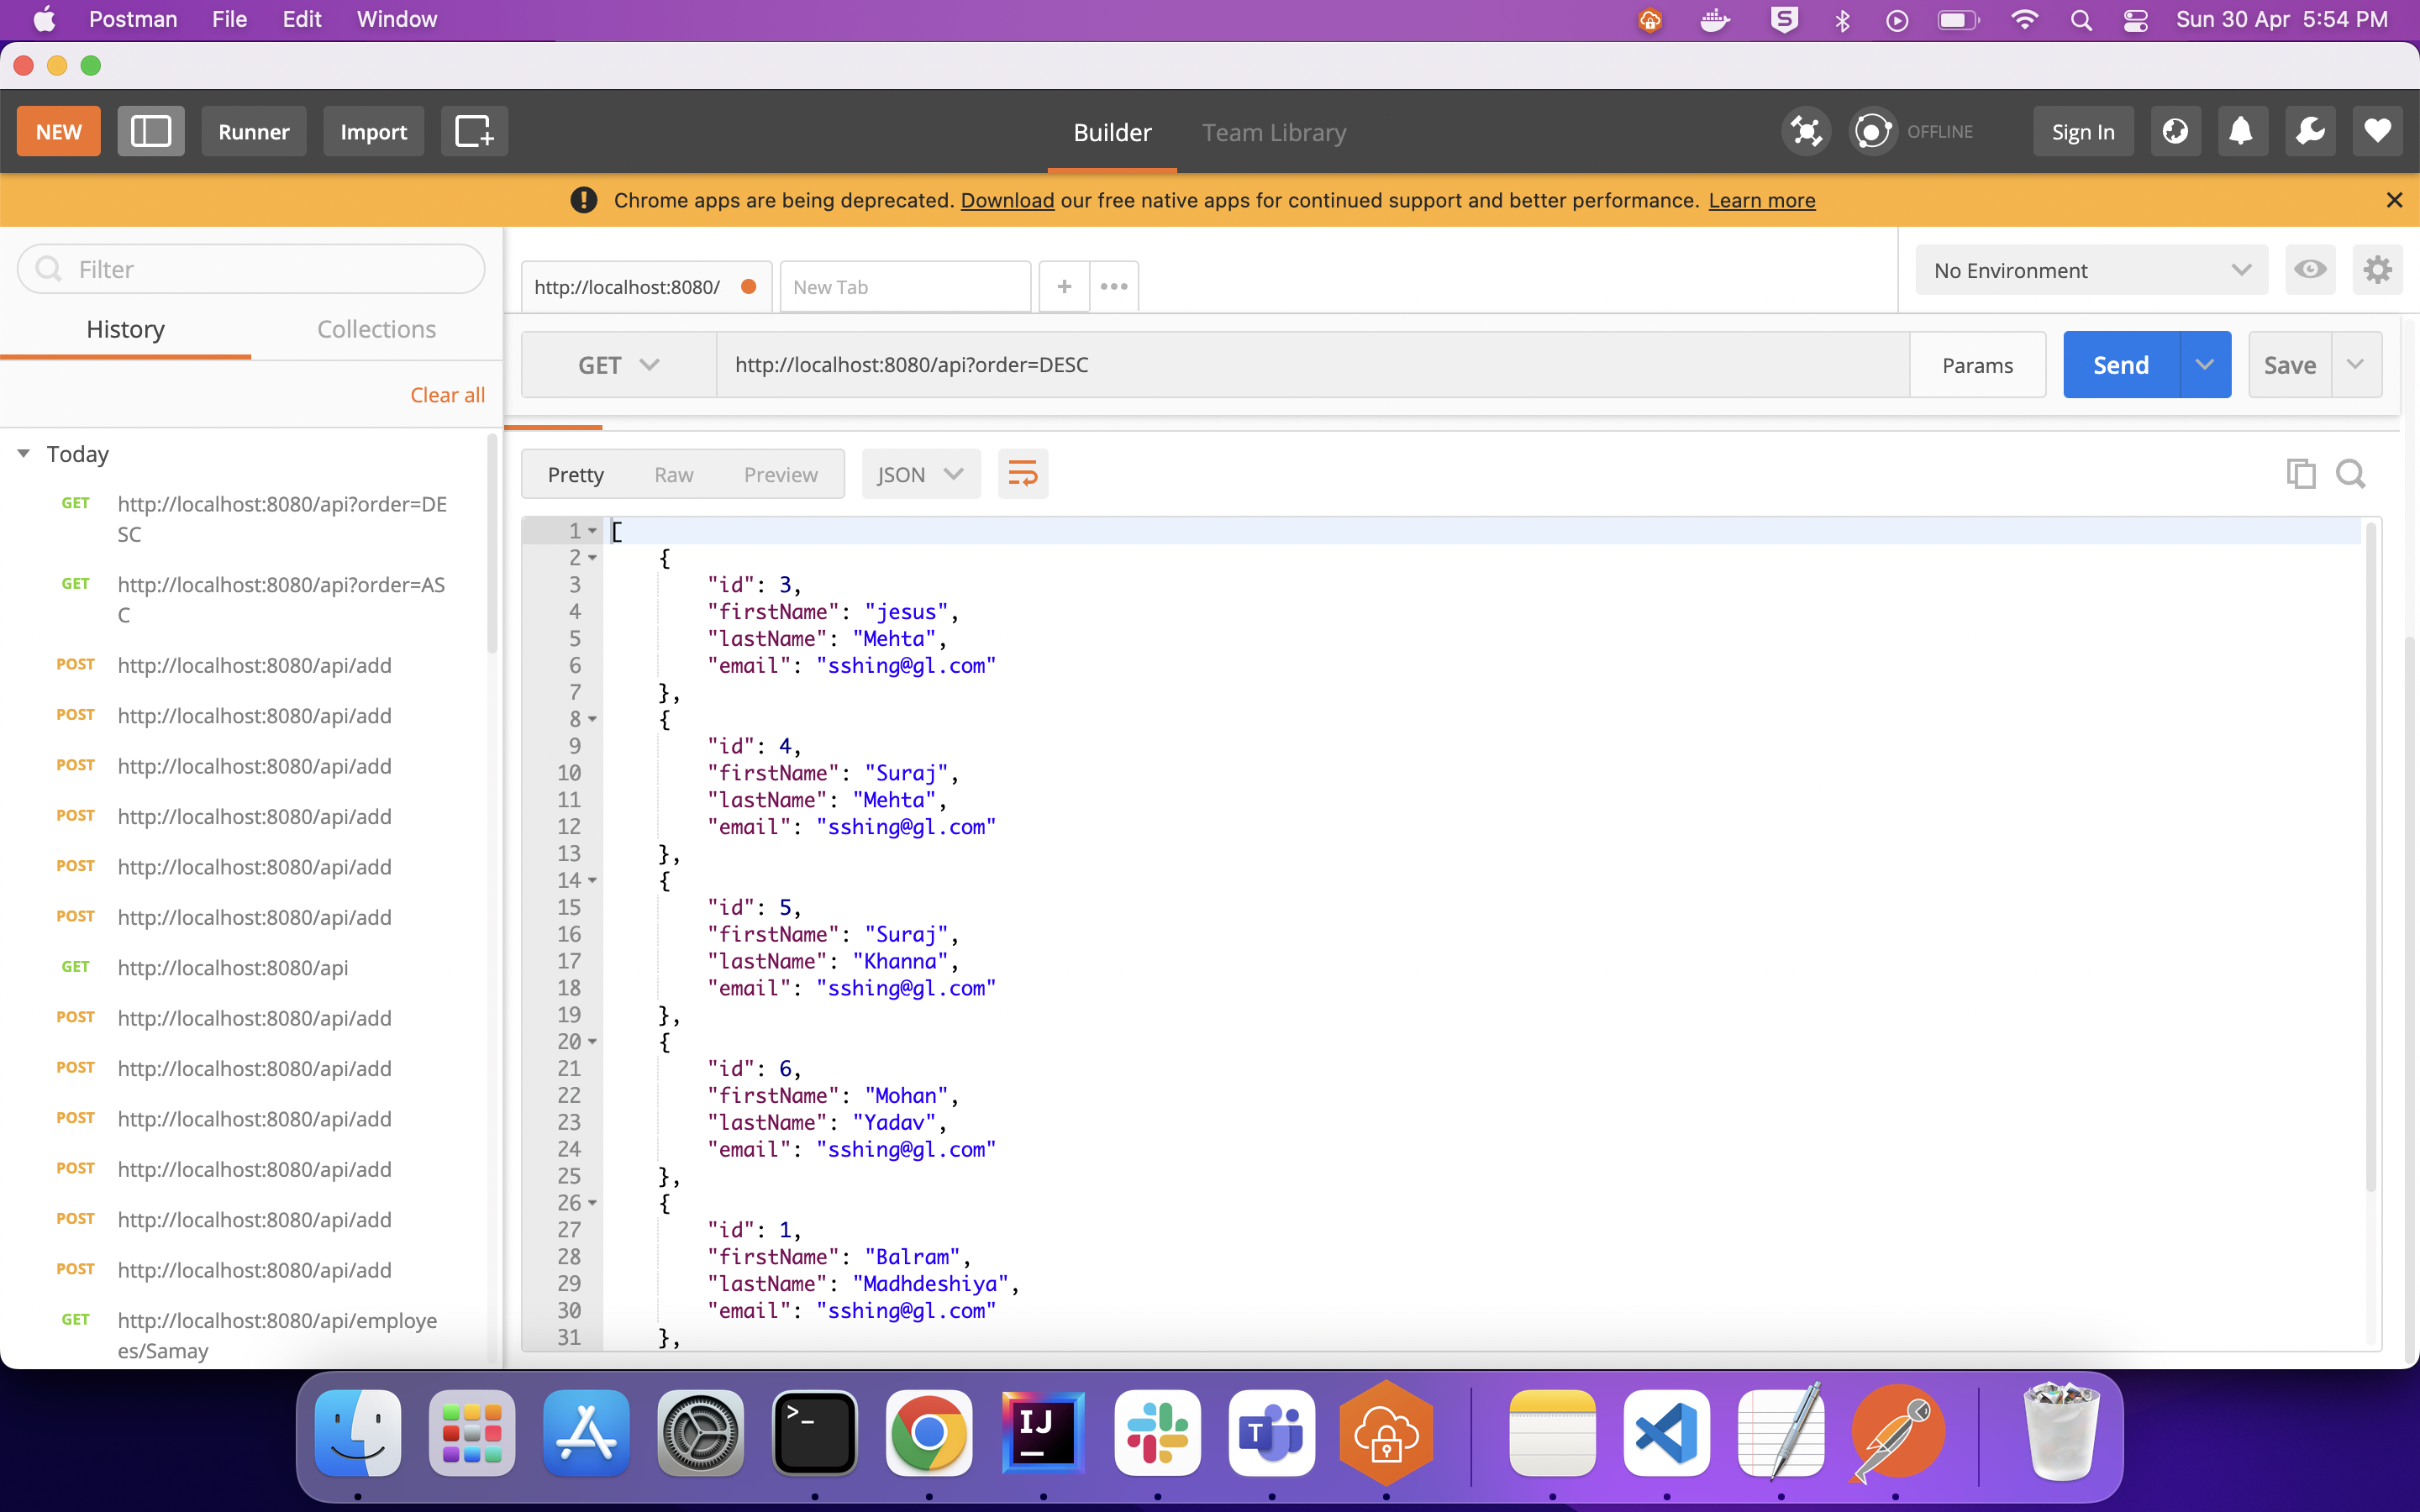 Postman File Edit Window Sun 30 Apr 5:54 PM
NEW Runner Import Builder Team Library OFFLINE Sign In
Chrome apps are being deprecated. Download our free native apps for continued support and better performance. Learn more
Filter
History Collections
Clear all
Today
GET http://localhost:8080/api?order=DE
SC
GET http://localhost:8080/api?order=AS
C
POST http://localhost:8080/api/add
POST http://localhost:8080/api/add
POST http://localhost:8080/api/add
POST http://localhost:8080/api/add
POST http://localhost:8080/api/add
POST http://localhost:8080/api/add
GET http://localhost:8080/api
POST http://localhost:8080/api/add
POST http://localhost:8080/api/add
POST http://localhost:8080/api/add
POST http://localhost:8080/api/add
POST http://localhost:8080/api/add
POST http://localhost:8080/api/add
GET http://localhost:8080/api/employe
es/Samay
http://localhost:8080/ New Tab + •••
No Environment
GET http://localhost:8080/api?order=DESC Params Send Save
Pretty Raw Preview JSON
1 [
2 {
3 "id": 3,
4 "firstName": "jesus",
5 "lastName": "Mehta",
6 "email": "sshing@gl.com"
7 },
8 {
9 "id": 4,
10 "firstName": "Suraj",
11 "lastName": "Mehta",
12 "email": "sshing@gl.com"
13 },
14 {
15 "id": 5,
16 "firstName": "Suraj",
17 "lastName": "Khanna",
18 "email": "sshing@gl.com"
19 },
20 {
21 "id": 6,
22 "firstName": "Mohan",
23 "lastName": "Yadav",
24 "email": "sshing@gl.com"
25 },
26 {
27 "id": 1,
28 "firstName": "Balram",
29 "lastName": "Madhdeshiya",
30 "email": "sshing@gl.com"
31 },
>_ IJ T